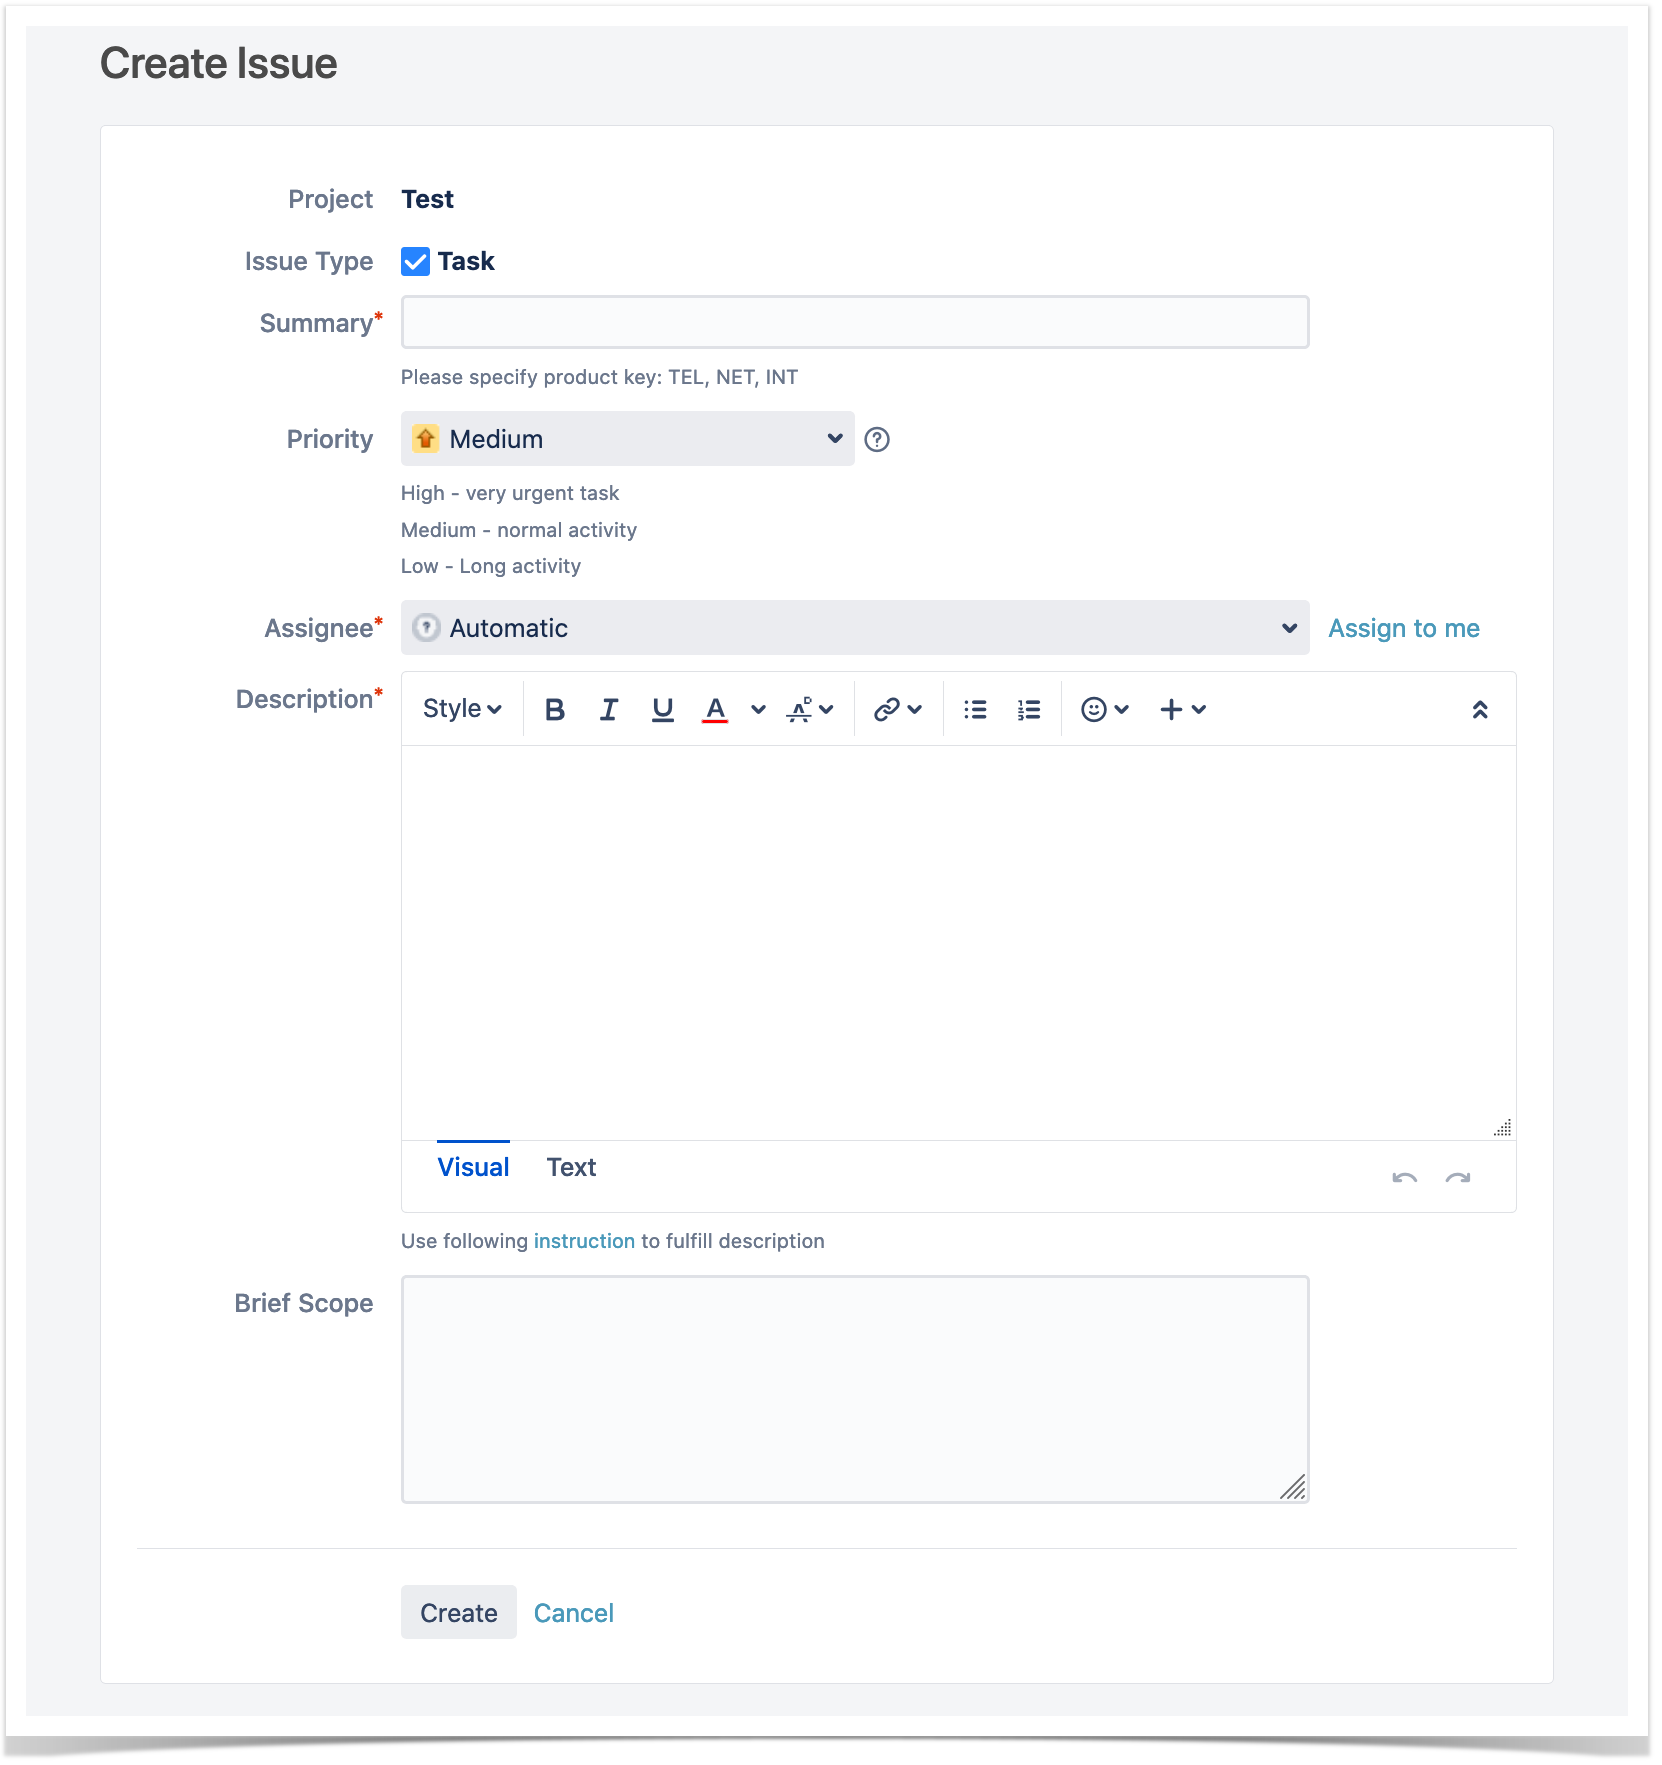 Create Issue
Project Test
Issue Type Task
Summary*
Please specify product key: TEL, NET, INT
Priority Medium
High - very urgent task
Medium - normal activity
Low - Long activity
Assignee* Automatic Assign to me
Description* Style B I U A
Visual Text
Use following instruction to fulfill description
Brief Scope
Create Cancel